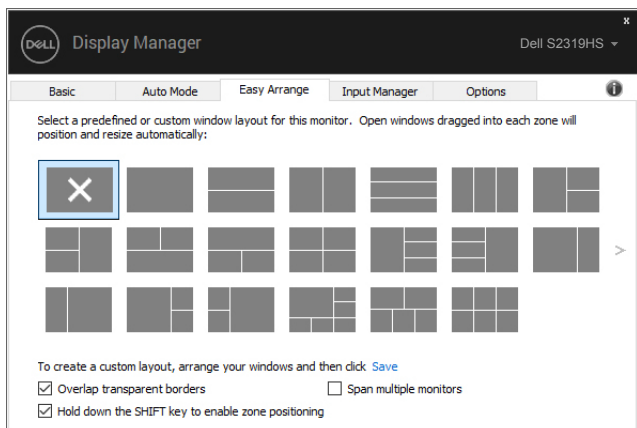 x
DELL Display Manager Dell S2319HS
Basic Auto Mode Easy Arrange Input Manager Options i
Select a predefined or custom window layout for this monitor. Open windows dragged into each zone will
position and resize automatically:
>
To create a custom layout, arrange your windows and then click Save
Overlap transparent borders Span multiple monitors
Hold down the SHIFT key to enable zone positioning